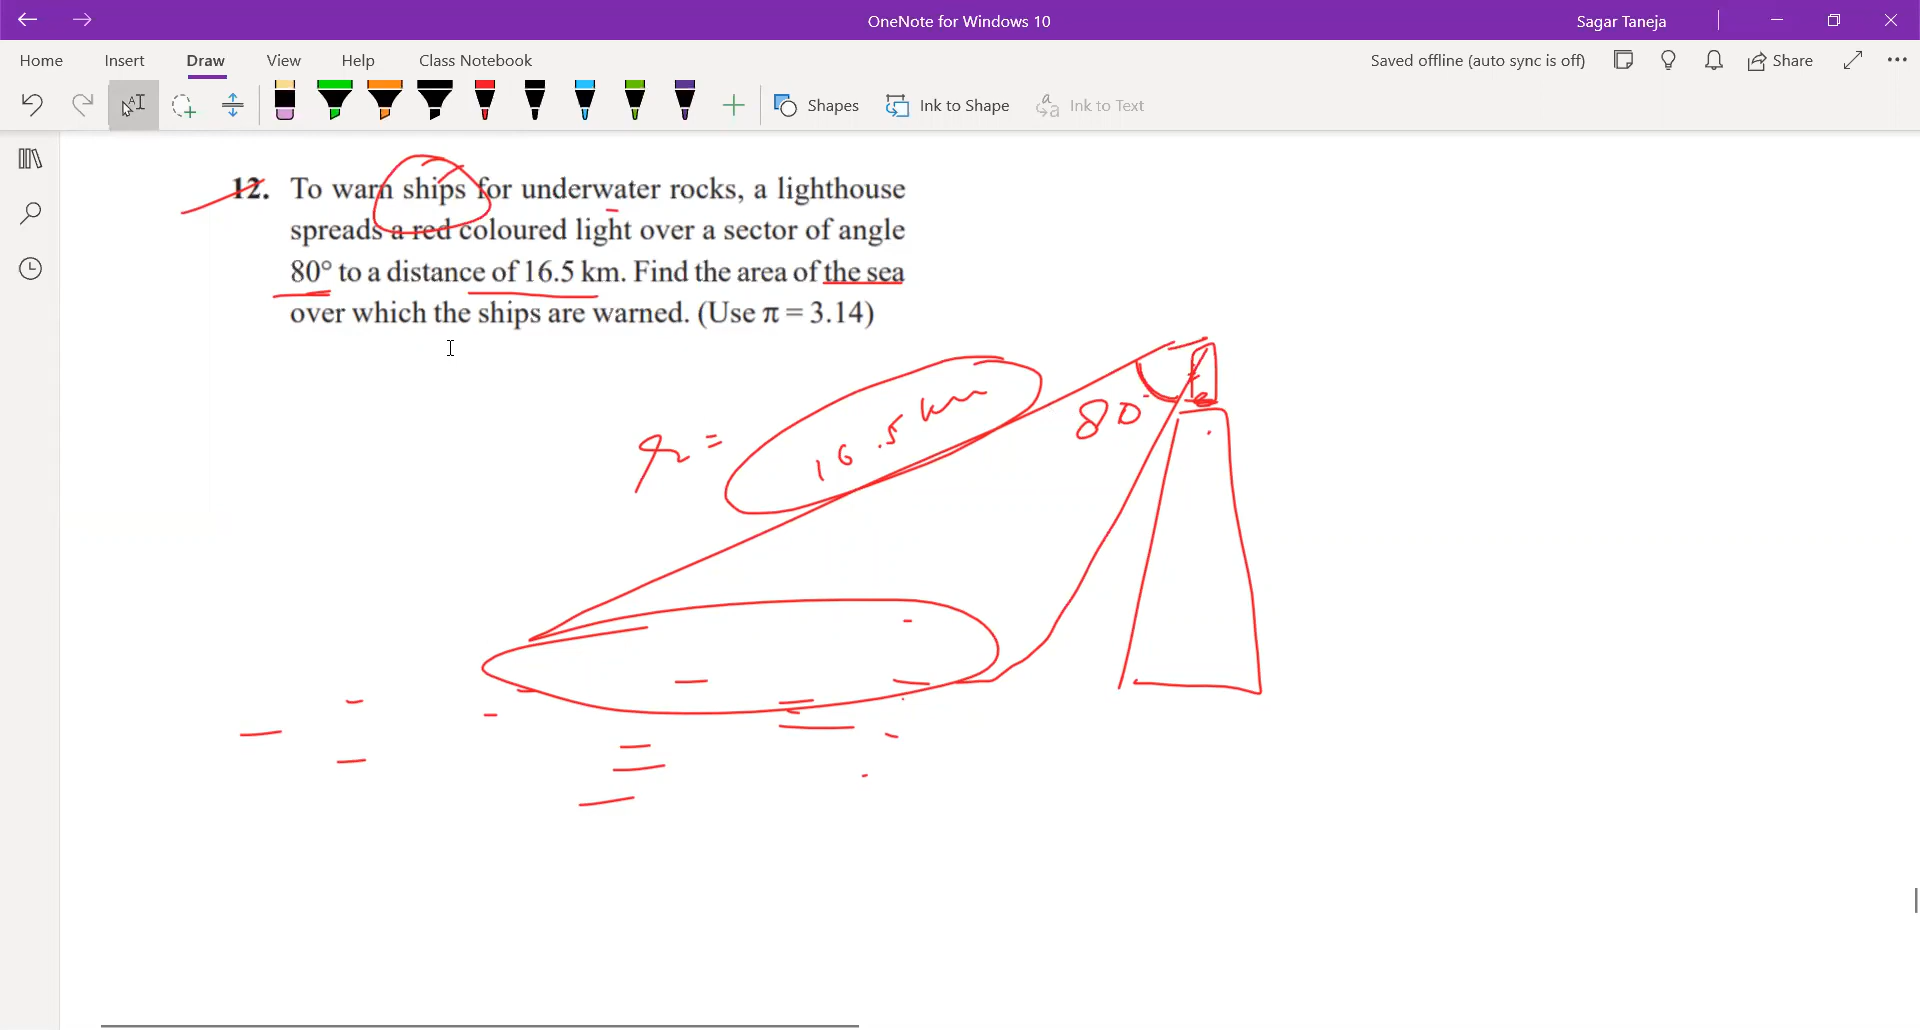 OneNote for Windows 10
Sagar Taneja
Home Insert Draw View Help Class Notebook
Saved offline (auto sync is off)
Share
Shapes
Ink to Shape
Ink to Text
12. To warn ships for underwater rocks, a lighthouse
spreads a red coloured light over a sector of angle
80° to a distance of 16.5 km. Find the area of the sea
over which the ships are warned. (Use π = 3.14)
r = 16.5 km
80°